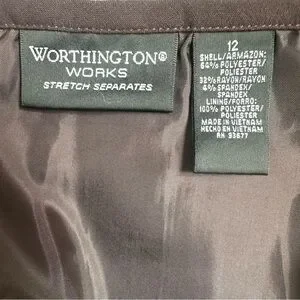 WORTHINGTON®
WORKS
STRETCH SEPARATES
12
SHELL/ARMAZON:
64% POLYESTER/
POLIESTER
32% RAYON/RAYON
4% SPANDEX/
SPANDEX
LINING/FORRO:
100% POLYESTER/
POLIESTER
MADE IN VIETNAM
HECHO EN VIETNAM
RN 93677